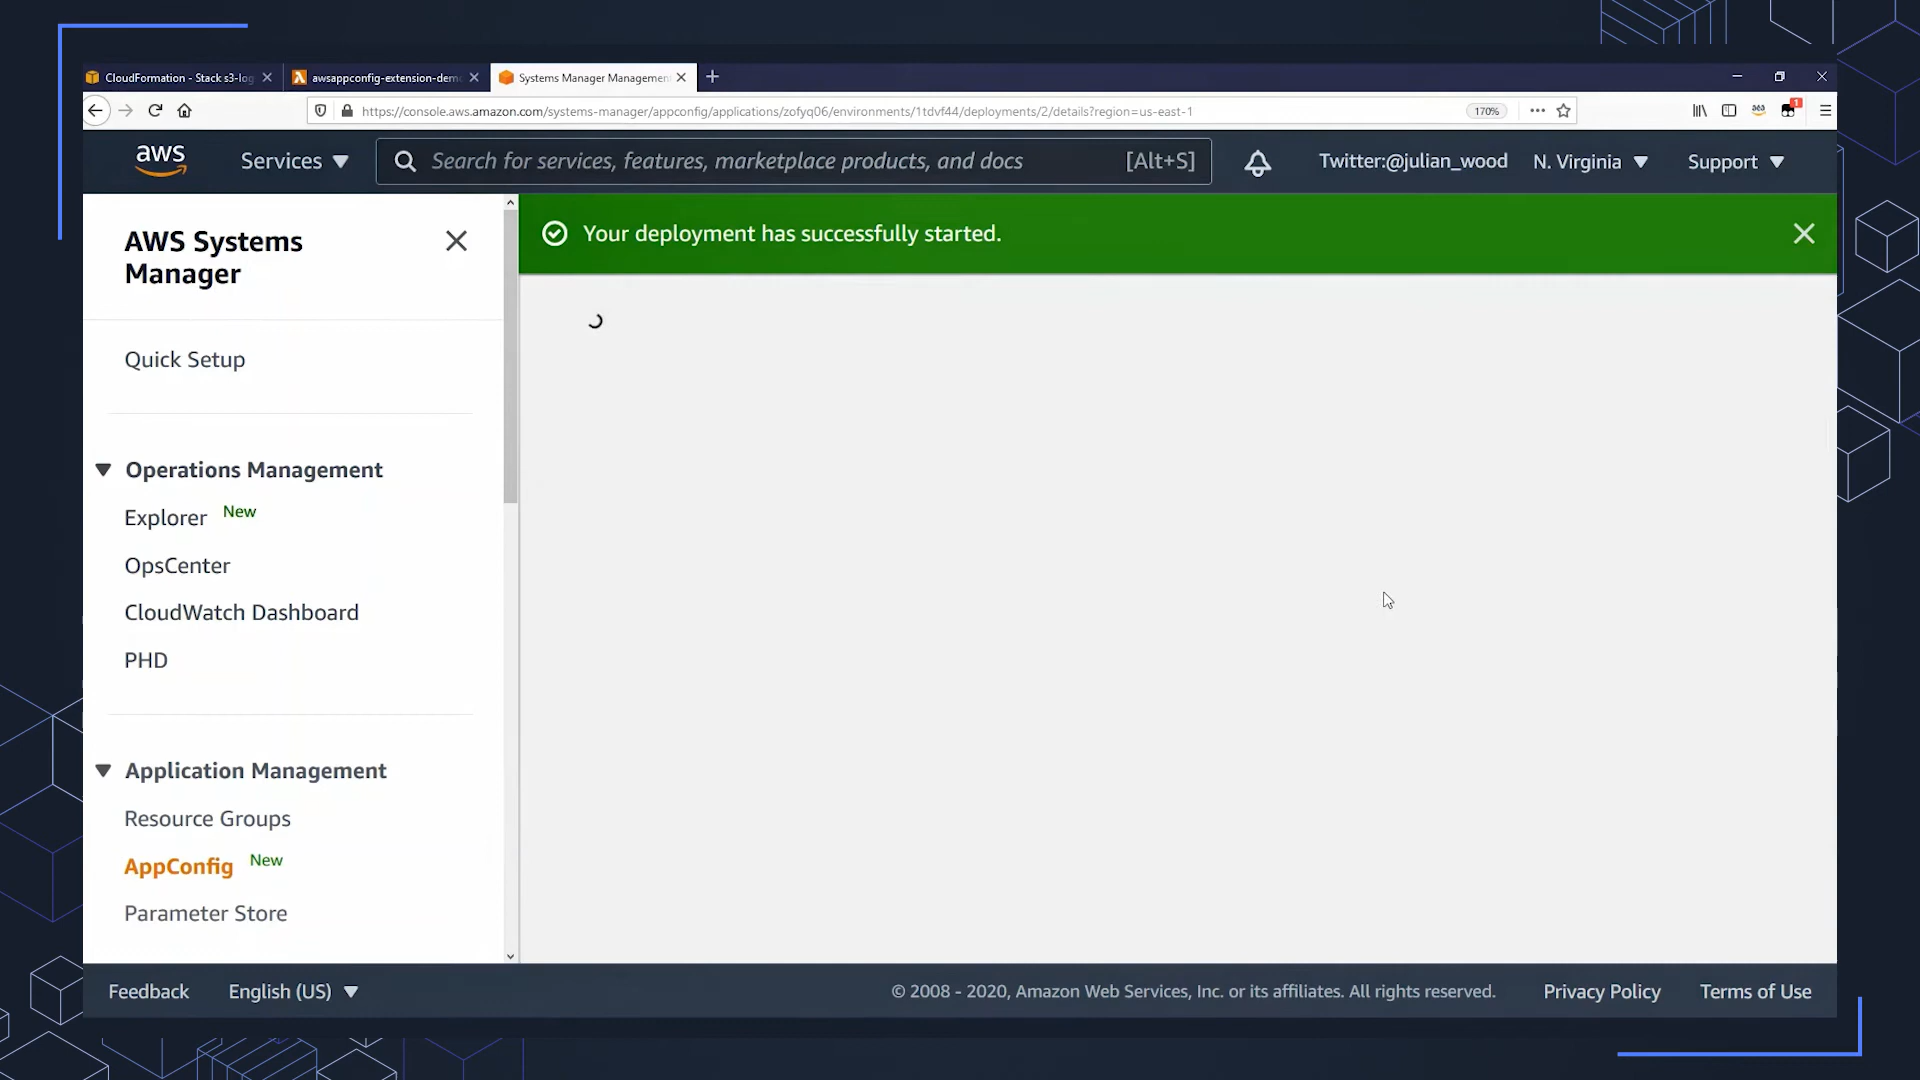 CloudFormation - Stack s3-log
awsappconfig-extension-demo
Systems Manager Management
https://console.aws.amazon.com/systems-manager/appconfig/applications/zofyq06/environments/1tdvf44/deployments/2/details?region=us-east-1
170%
1
aws
Services
Search for services, features, marketplace products, and docs
[Alt+S]
Twitter:@julian_wood
N. Virginia
Support
AWS Systems
Manager
Your deployment has successfully started.
Quick Setup
Operations Management
Explorer New
OpsCenter
CloudWatch Dashboard
PHD
Application Management
Resource Groups
AppConfig New
Parameter Store
Feedback
English (US)
© 2008 - 2020, Amazon Web Services, Inc. or its affiliates. All rights reserved.
Privacy Policy
Terms of Use